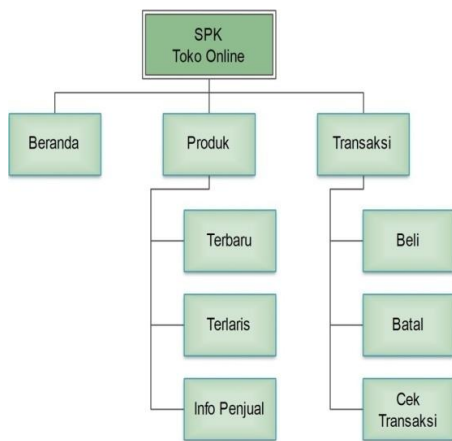 SPK
Toko Online
Beranda
Produk
Transaksi
Terbaru
Beli
Terlaris
Batal
Info Penjual
Cek
Transaksi